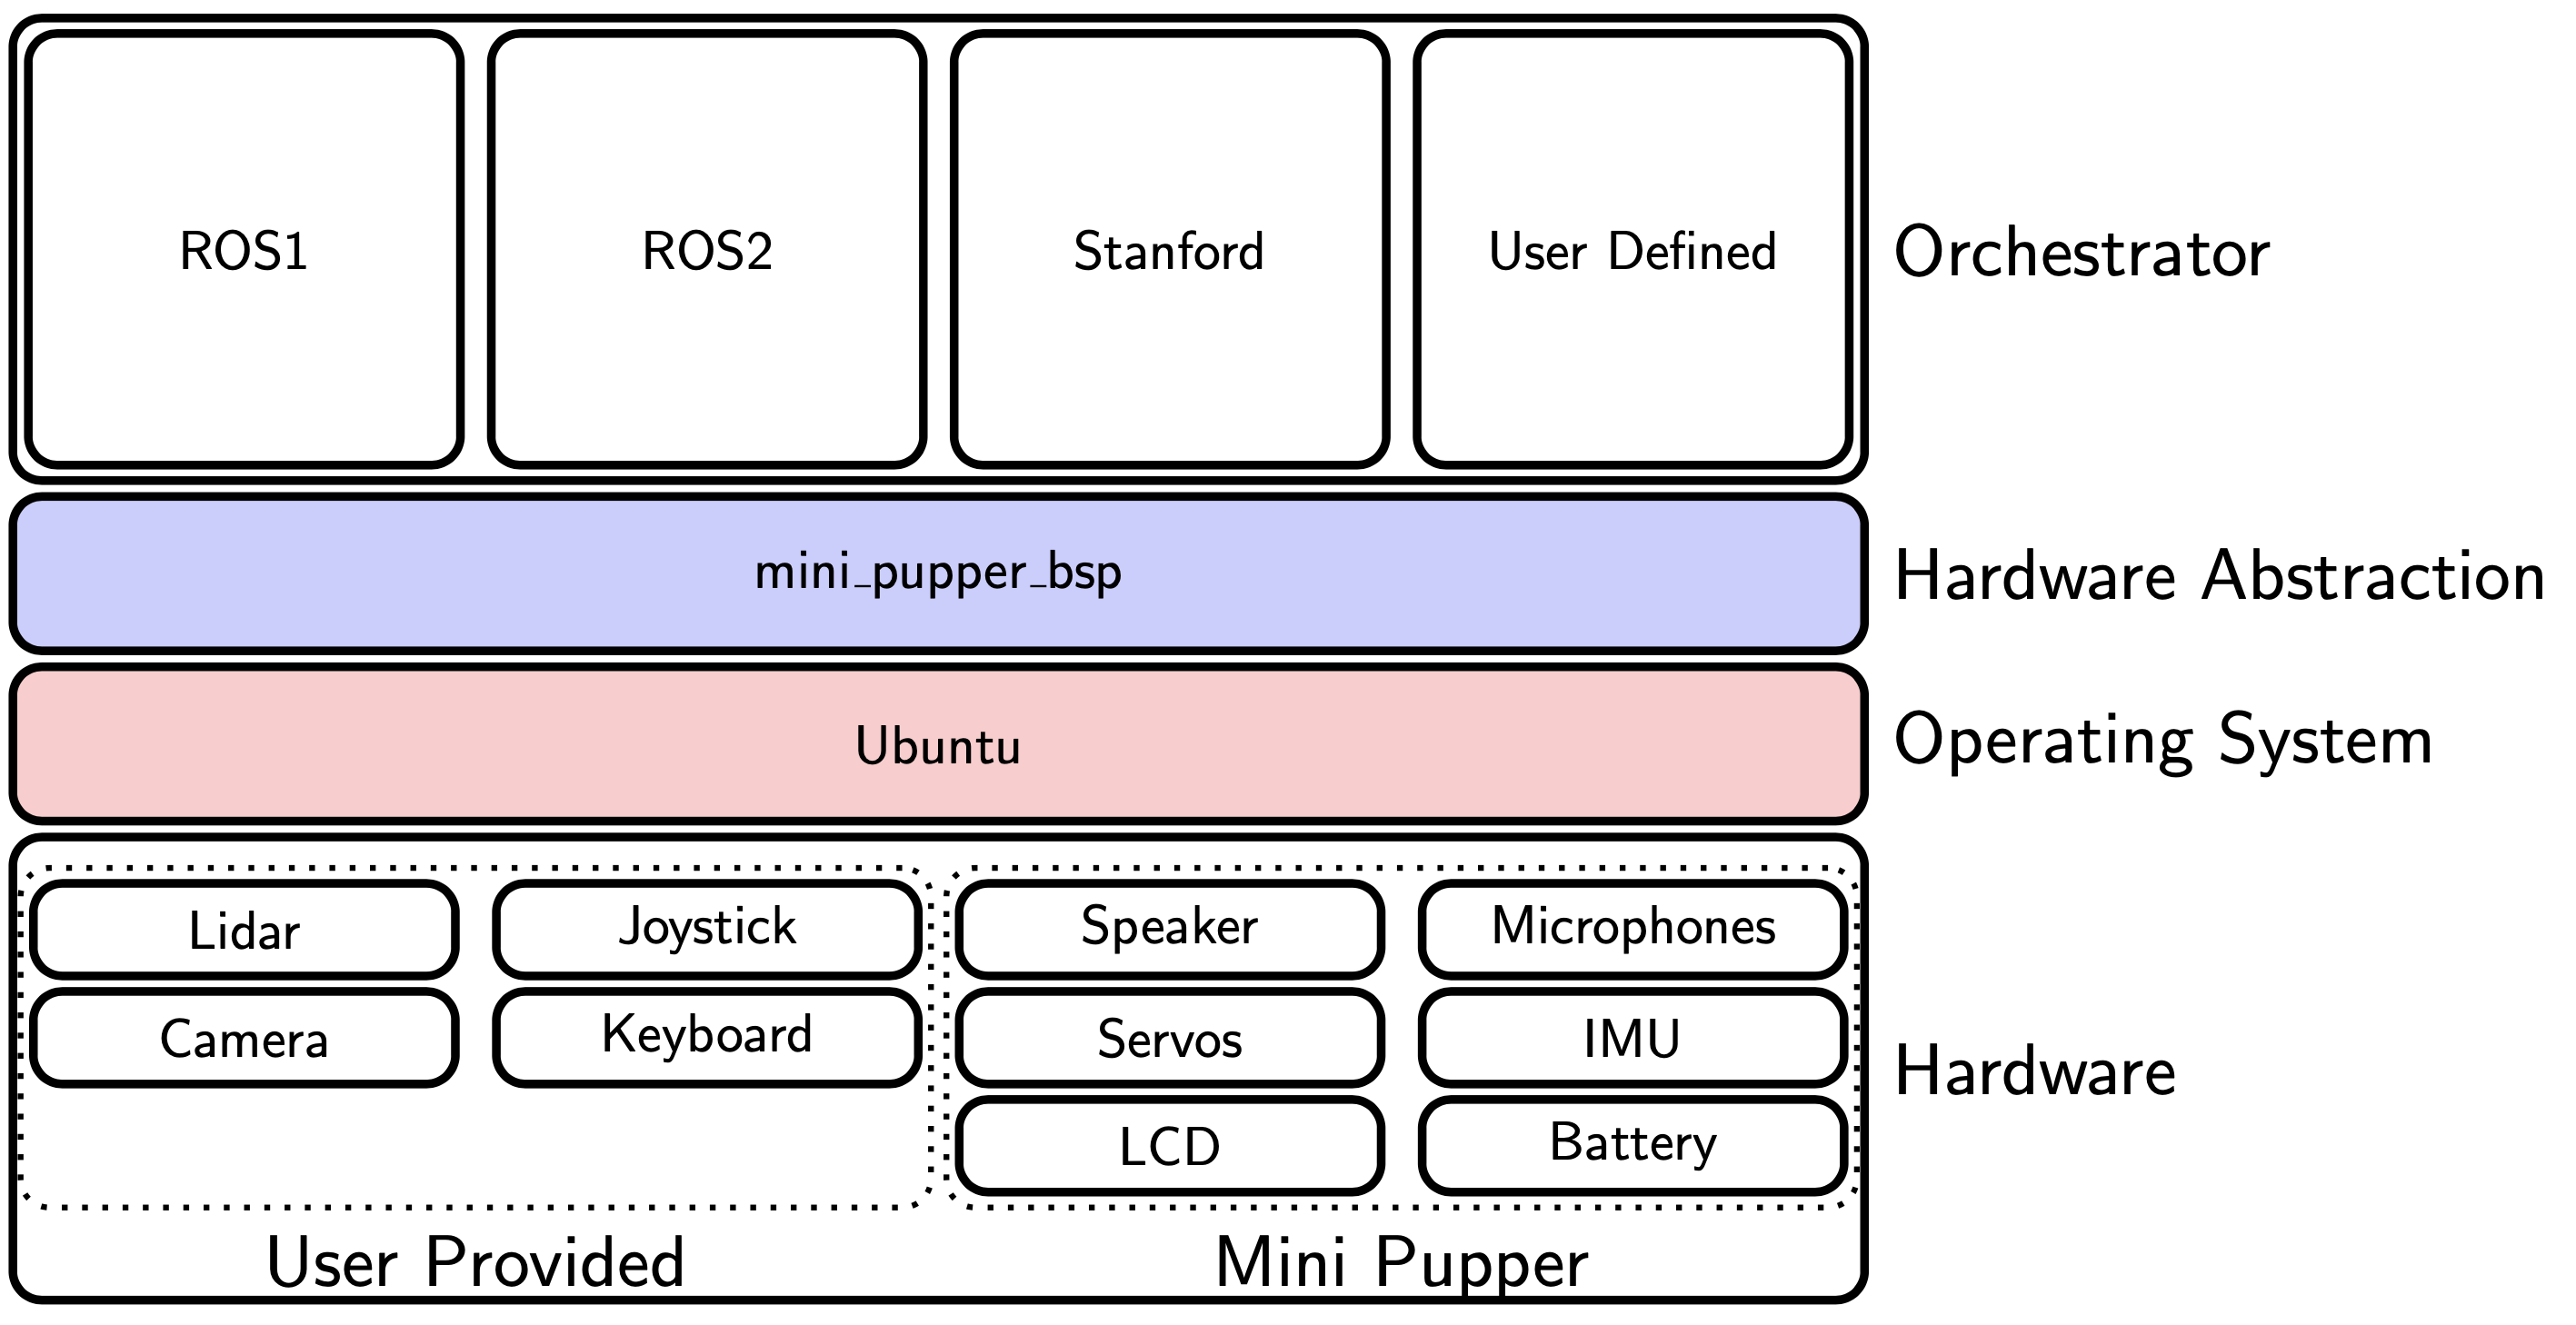 ROS1
ROS2
Stanford
User Defined
Orchestrator
mini_pupper_bsp
Hardware Abstraction
Ubuntu
Operating System
Lidar
Joystick
Speaker
Microphones
Camera
Keyboard
Servos
IMU
LCD
Battery
Hardware
User Provided
Mini Pupper